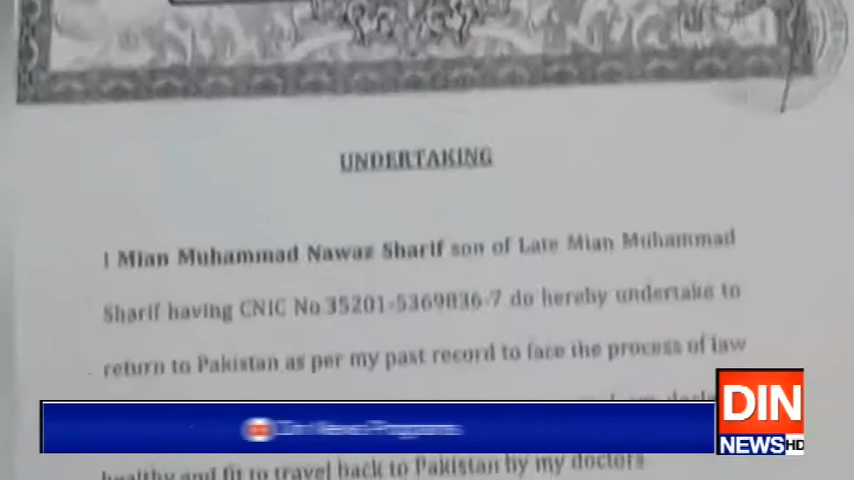 UNDERTAKING
I Mian Muhammad Nawaz Sharif son of Late Mian Muhammad
Sharif having CNIC No.35201-5369836-7 do hereby undertake to
return to Pakistan as per my past record to face the process of law
DIN
NEWS HD
healthy and fit to travel back to Pakistan by my doctors